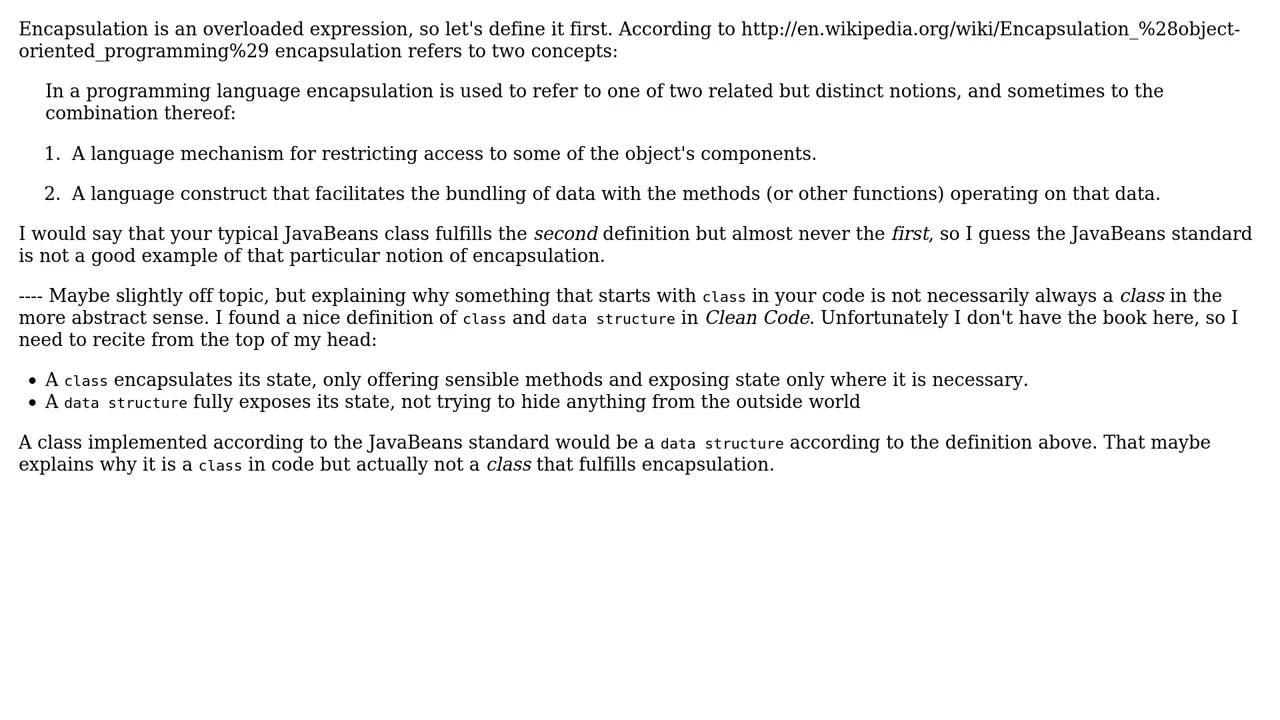 Encapsulation is an overloaded expression, so let's define it first. According to http://en.wikipedia.org/wiki/Encapsulation_%28object-
oriented_programming%29 encapsulation refers to two concepts:
In a programming language encapsulation is used to refer to one of two related but distinct notions, and sometimes to the
combination thereof:
1. A language mechanism for restricting access to some of the object's components.
2. A language construct that facilitates the bundling of data with the methods (or other functions) operating on that data.
I would say that your typical JavaBeans class fulfills the second definition but almost never the first, so I guess the JavaBeans standard
is not a good example of that particular notion of encapsulation.
---- Maybe slightly off topic, but explaining why something that starts with class in your code is not necessarily always a class in the
more abstract sense. I found a nice definition of class and data structure in Clean Code. Unfortunately I don't have the book here, so I
need to recite from the top of my head:
• A class encapsulates its state, only offering sensible methods and exposing state only where it is necessary.
• A data structure fully exposes its state, not trying to hide anything from the outside world
A class implemented according to the JavaBeans standard would be a data structure according to the definition above. That maybe
explains why it is a class in code but actually not a class that fulfills encapsulation.